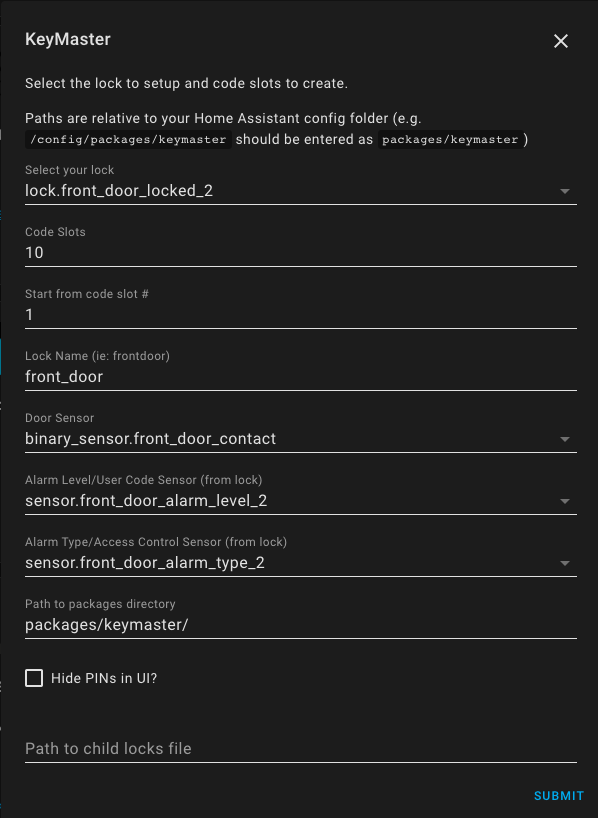 KeyMaster
Select the lock to setup and code slots to create.
Paths are relative to your Home Assistant config folder (e.g.
/config/packages/keymaster should be entered as packages/keymaster )
Select your lock
lock.front_door_locked_2
Code Slots
10
Start from code slot #
1
Lock Name (ie: frontdoor)
front_door
Door Sensor
binary_sensor.front_door_contact
Alarm Level/User Code Sensor (from lock)
sensor.front_door_alarm_level_2
Alarm Type/Access Control Sensor (from lock)
sensor.front_door_alarm_type_2
Path to packages directory
packages/keymaster/
Hide PINs in UI?
Path to child locks file
SUBMIT